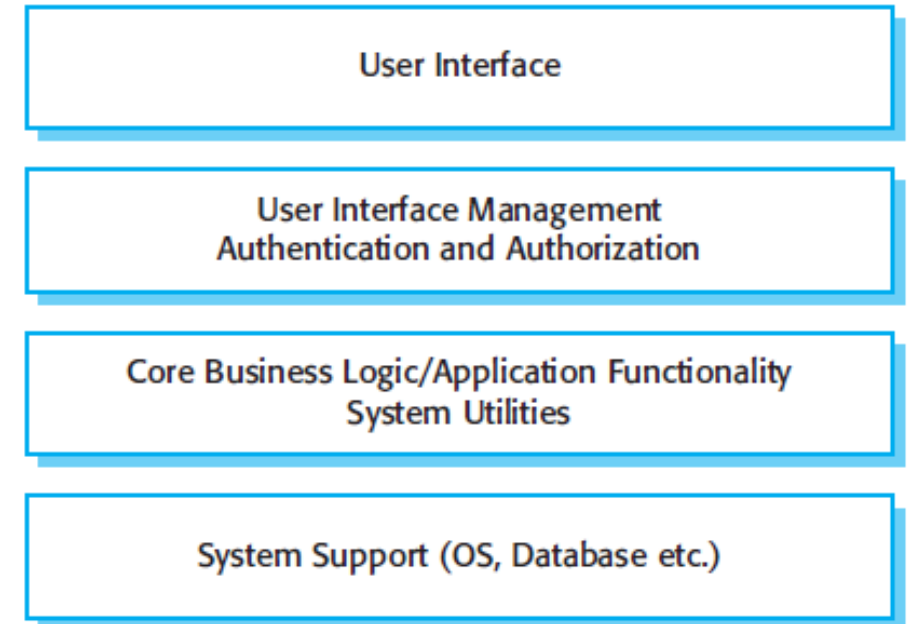 User Interface
User Interface Management
Authentication and Authorization
Core Business Logic/Application Functionality
System Utilities
System Support (OS, Database etc.)